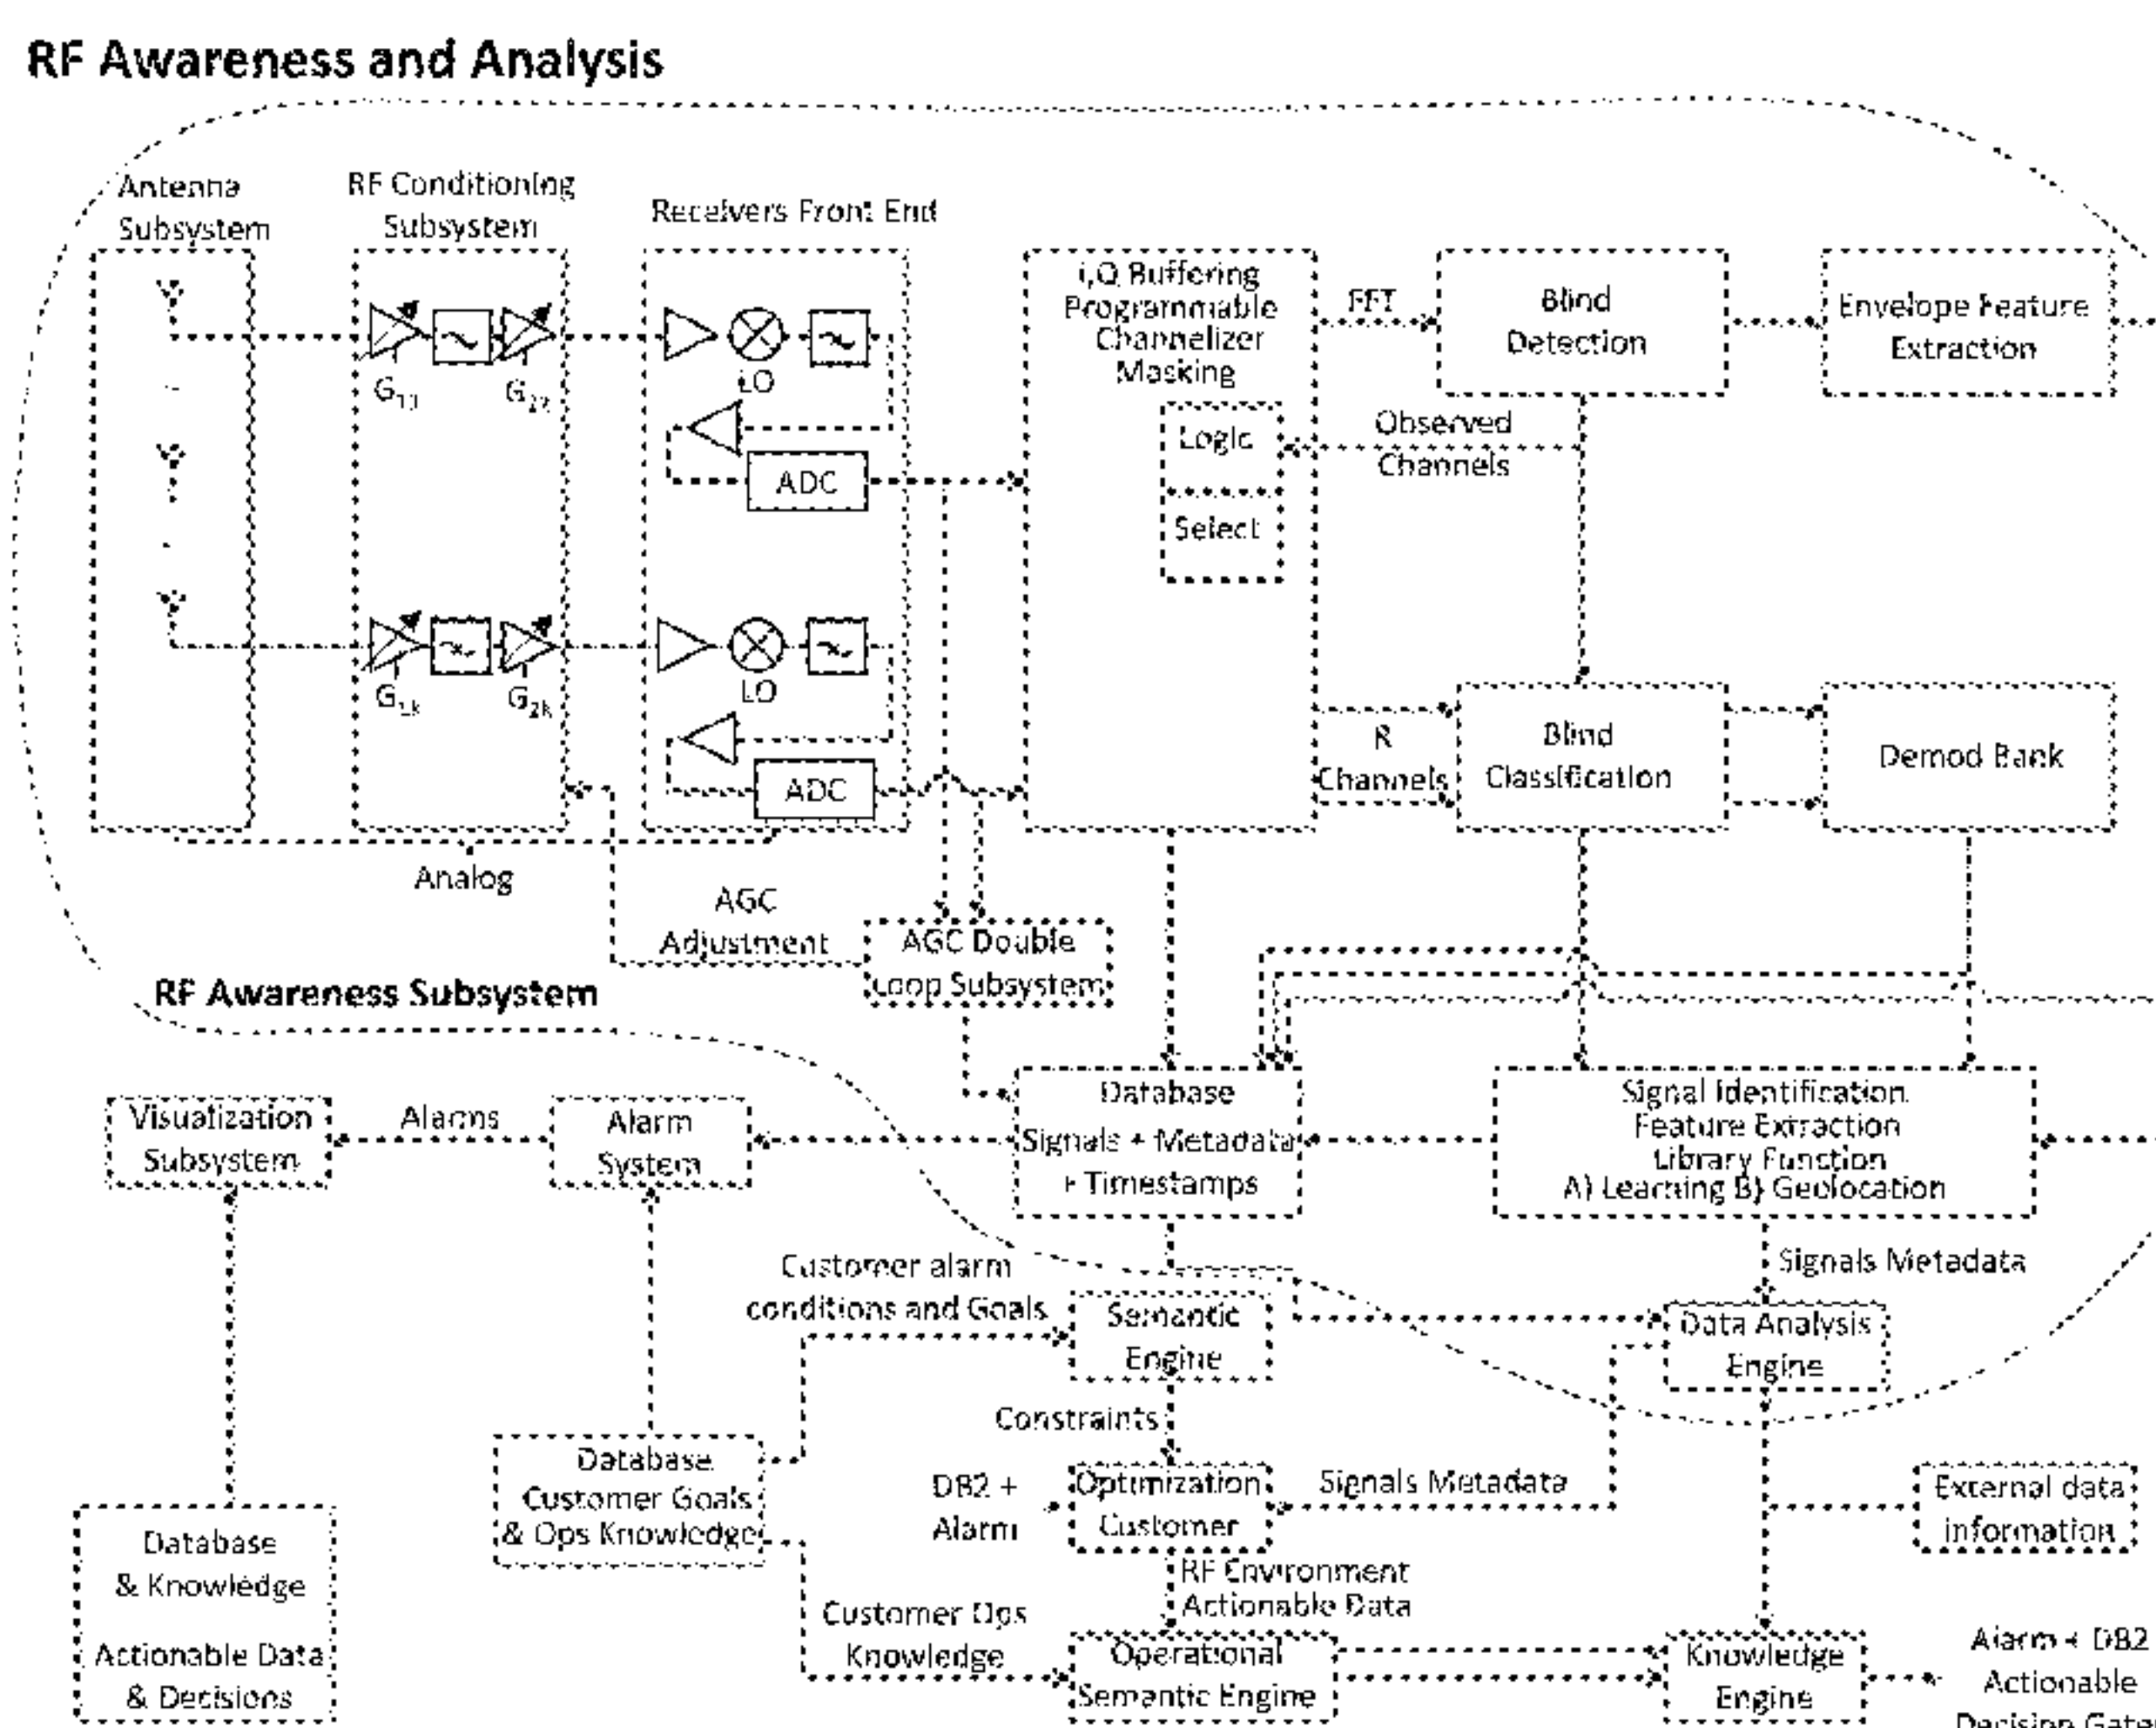 RF Awareness and Analysis
Antenna
Subsystem
RF Conditioning
Subsystem
Receivers Front End
I,Q Buffering
Programmable
Channelizer
Masking
Logic
Select
FFT
Blind
Detection
Envelope Feature
Extraction
Observed
Channels
LO
ADC
G1k
G2k
LO
ADC
R
Channels
Blind
Classification
Demod Bank
Analog
AGC
Adjustment
AGC Double
Loop Subsystem
RF Awareness Subsystem
Visualization
Subsystem
Alarms
Alarm
System
Database
Signals + Metadata
+ Timestamps
Signal Identification
Feature Extraction
Library Function
A) Learning B) Geolocation
Customer alarm
conditions and Goals
Semantic
Engine
Signals Metadata
Data Analysis
Engine
Constraints
Database
Customer Goals
& Ops Knowledge
DB2 +
Alarm
Optimization
Customer
Signals Metadata
External data
information
Database
& Knowledge
Actionable Data
& Decisions
RF Environment
Actionable Data
Customer Ops
Knowledge
Operational
Semantic Engine
Knowledge
Engine
Alarm + DB2
Actionable
Decision